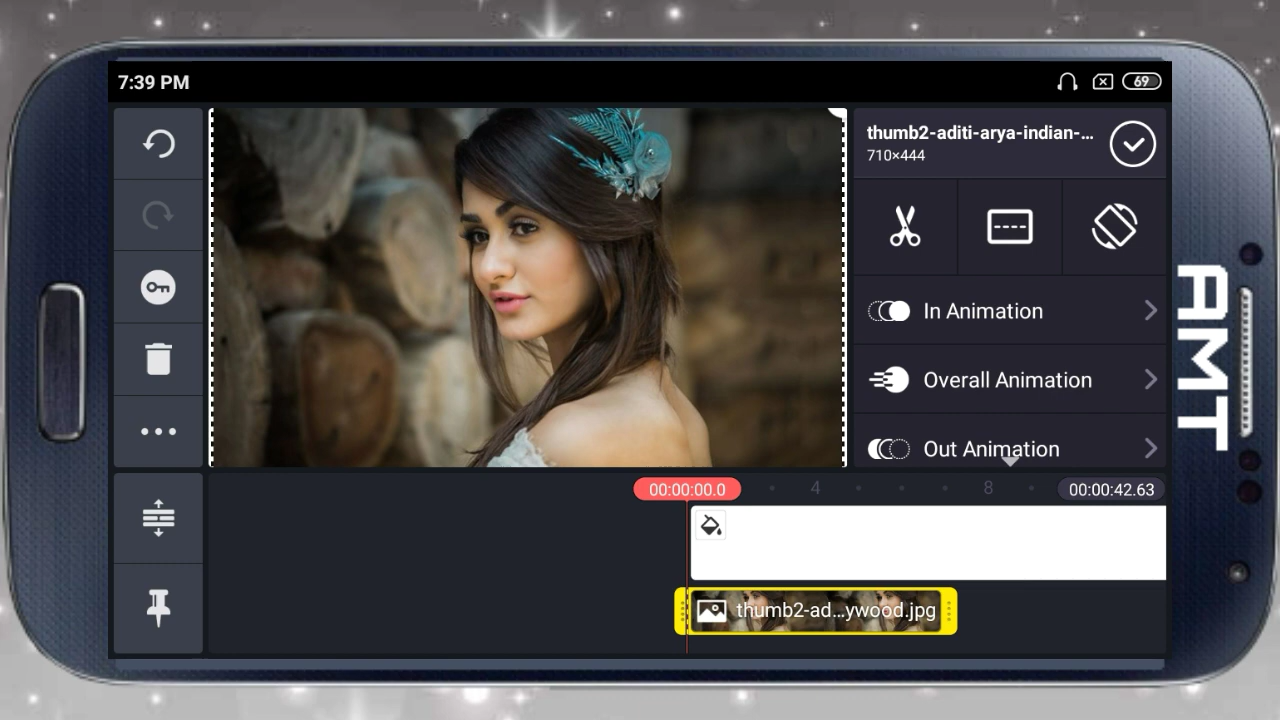 7:39 PM
69
thumb2-aditi-arya-indian-...
710×444
In Animation
Overall Animation
Out Animation
00:00:00.0
4
8
00:00:42.63
thumb2-ad...ywood.jpg
AMT